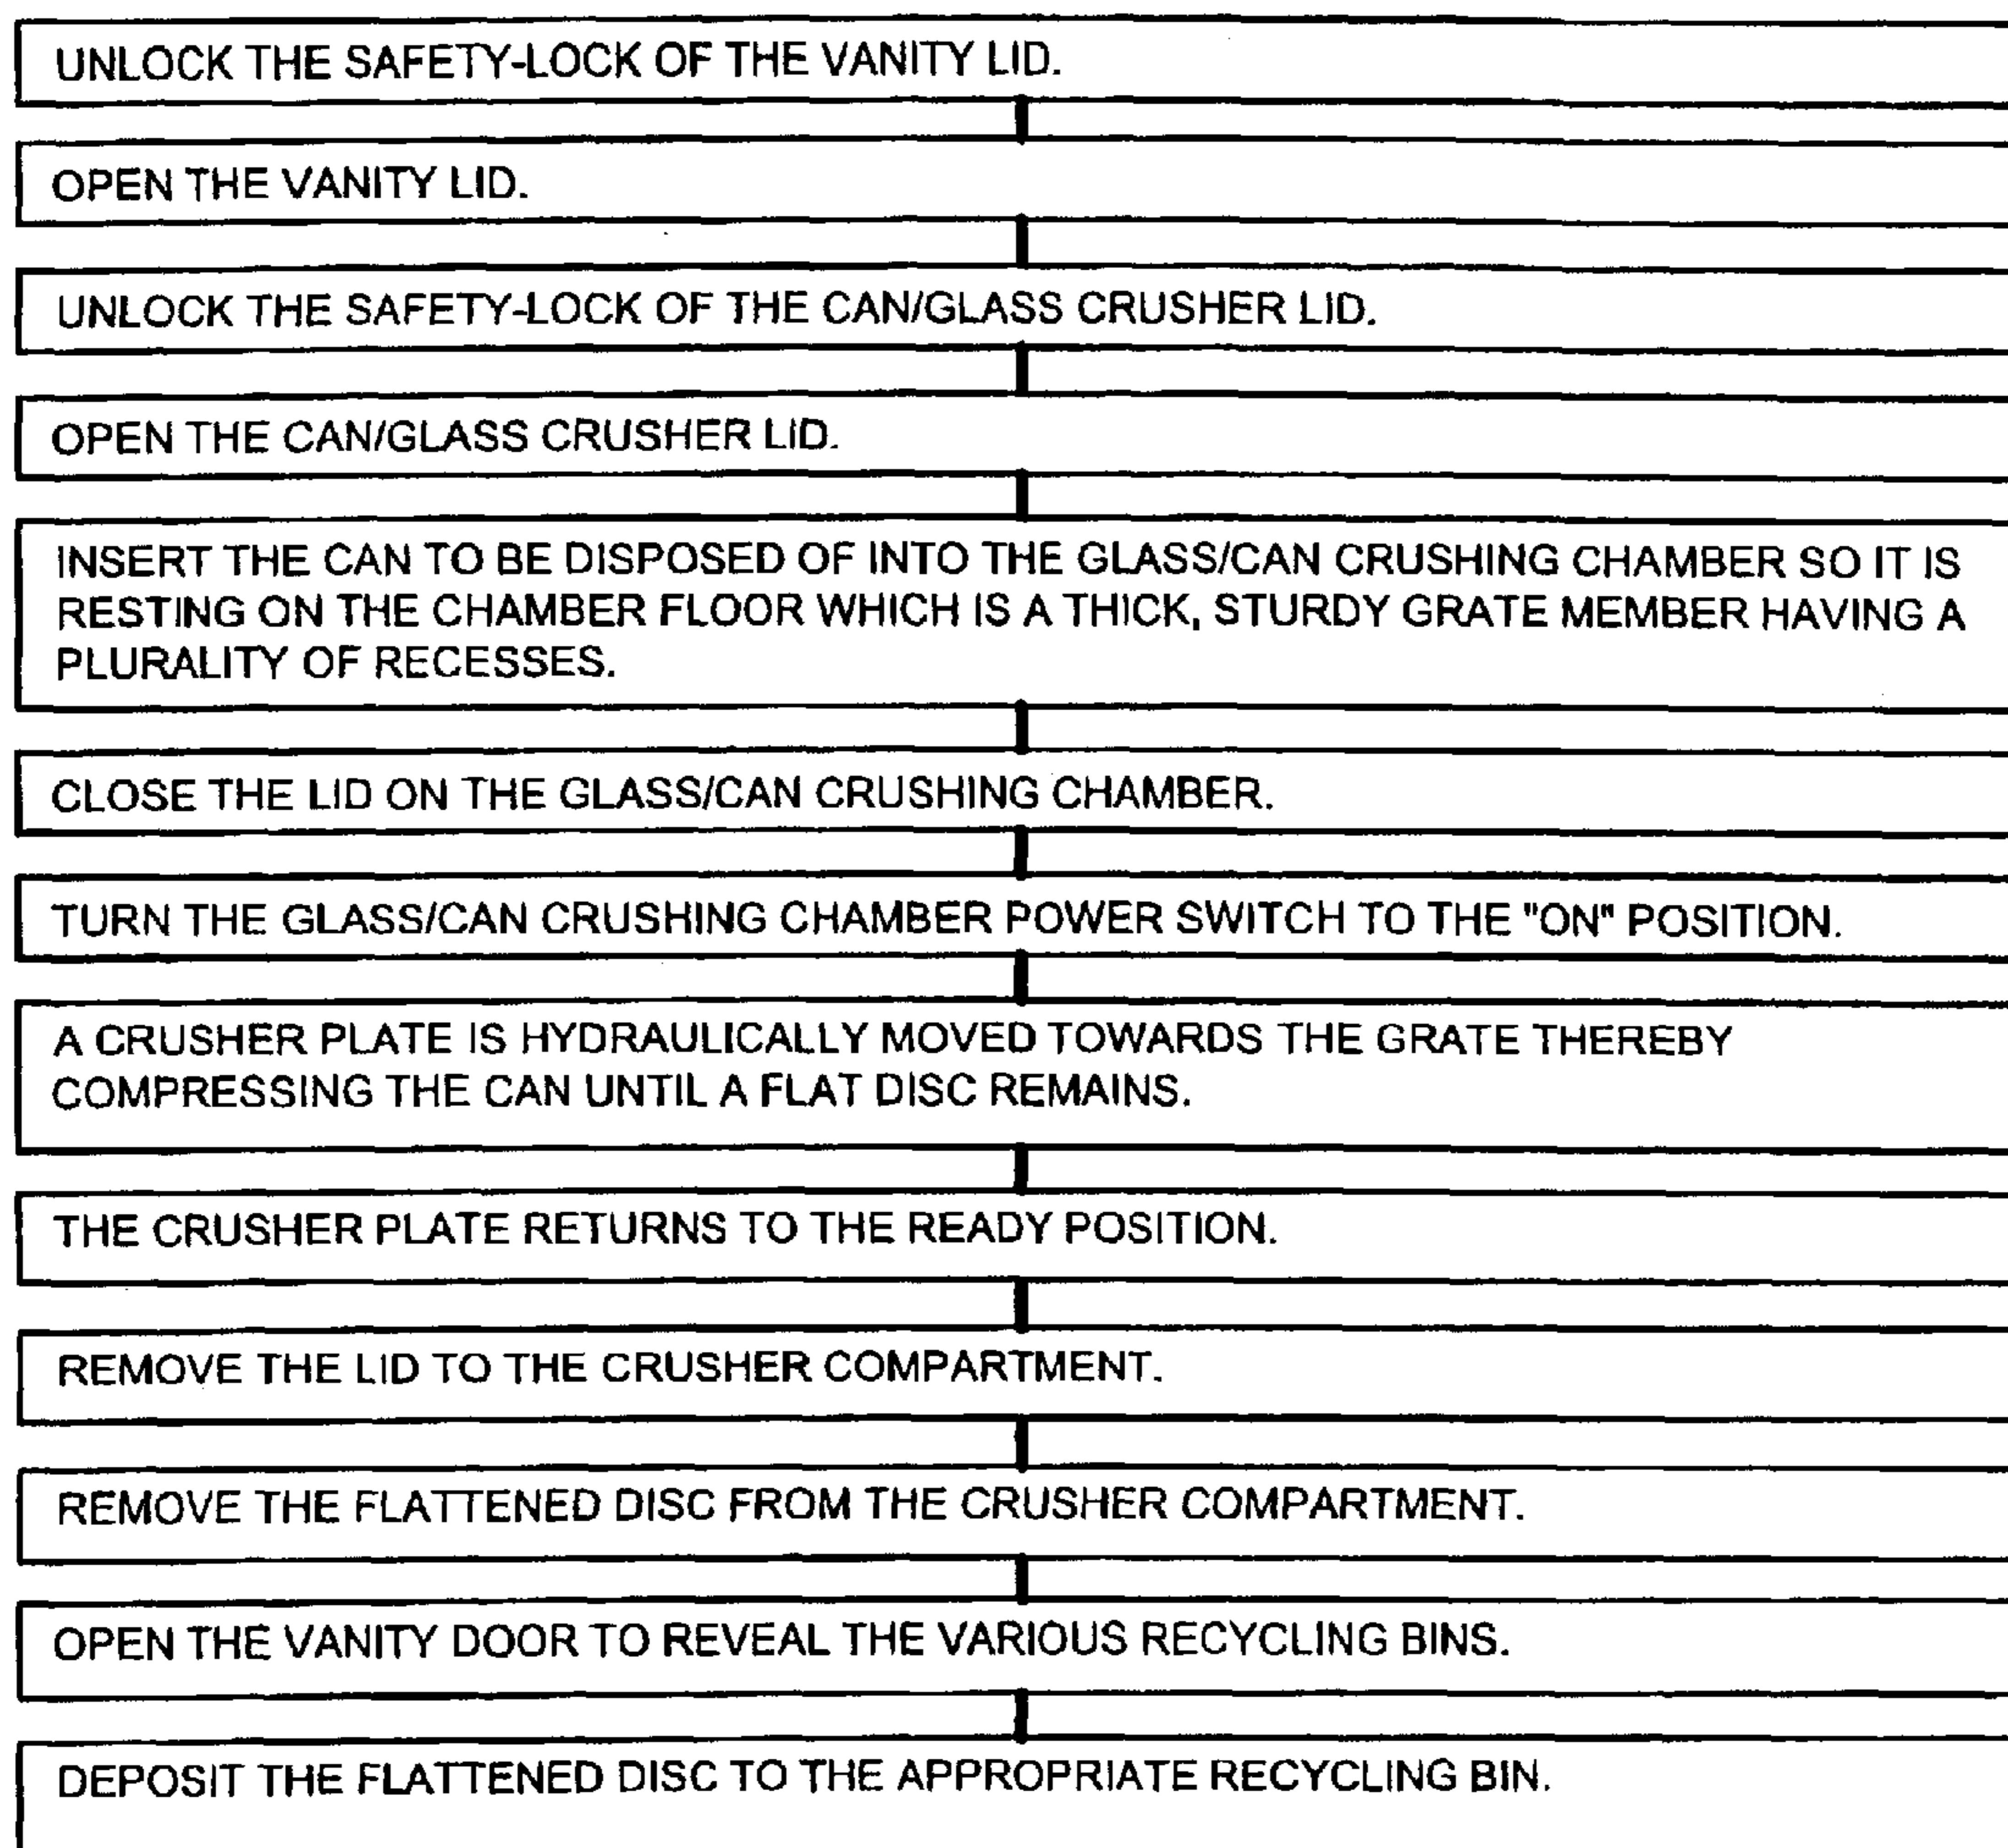 UNLOCK THE SAFETY-LOCK OF THE VANITY LID.
OPEN THE VANITY LID.
UNLOCK THE SAFETY-LOCK OF THE CAN/GLASS CRUSHER LID.
OPEN THE CAN/GLASS CRUSHER LID.
INSERT THE CAN TO BE DISPOSED OF INTO THE GLASS/CAN CRUSHING CHAMBER SO IT IS
RESTING ON THE CHAMBER FLOOR WHICH IS A THICK, STURDY GRATE MEMBER HAVING A
PLURALITY OF RECESSES.
CLOSE THE LID ON THE GLASS/CAN CRUSHING CHAMBER.
TURN THE GLASS/CAN CRUSHING CHAMBER POWER SWITCH TO THE "ON" POSITION.
A CRUSHER PLATE IS HYDRAULICALLY MOVED TOWARDS THE GRATE THEREBY
COMPRESSING THE CAN UNTIL A FLAT DISC REMAINS.
THE CRUSHER PLATE RETURNS TO THE READY POSITION.
REMOVE THE LID TO THE CRUSHER COMPARTMENT.
REMOVE THE FLATTENED DISC FROM THE CRUSHER COMPARTMENT.
OPEN THE VANITY DOOR TO REVEAL THE VARIOUS RECYCLING BINS.
DEPOSIT THE FLATTENED DISC TO THE APPROPRIATE RECYCLING BIN.